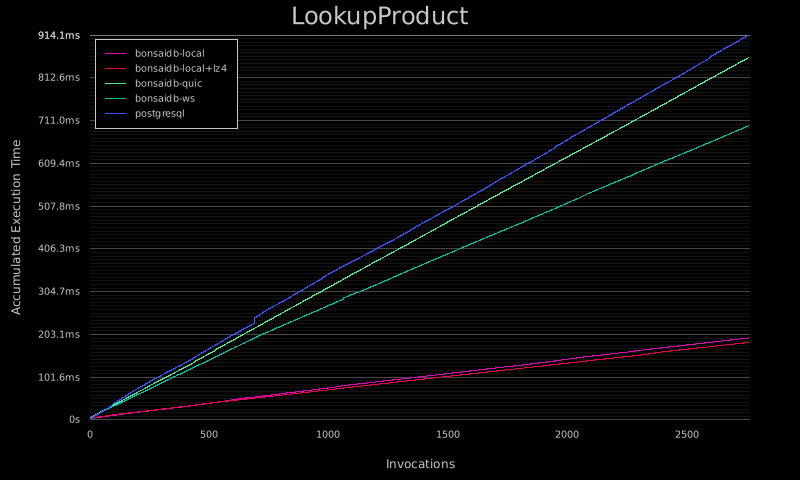 LookupProduct
914.1ms
812.6ms
711.0ms
609.4ms
507.8ms
406.3ms
304.7ms
203.1ms
101.6ms
0s
Accumulated Execution Time
bonsaidb-local
bonsaidb-local+lz4
bonsaidb-quic
bonsaidb-ws
postgresql
0
500
1000
1500
2000
2500
Invocations